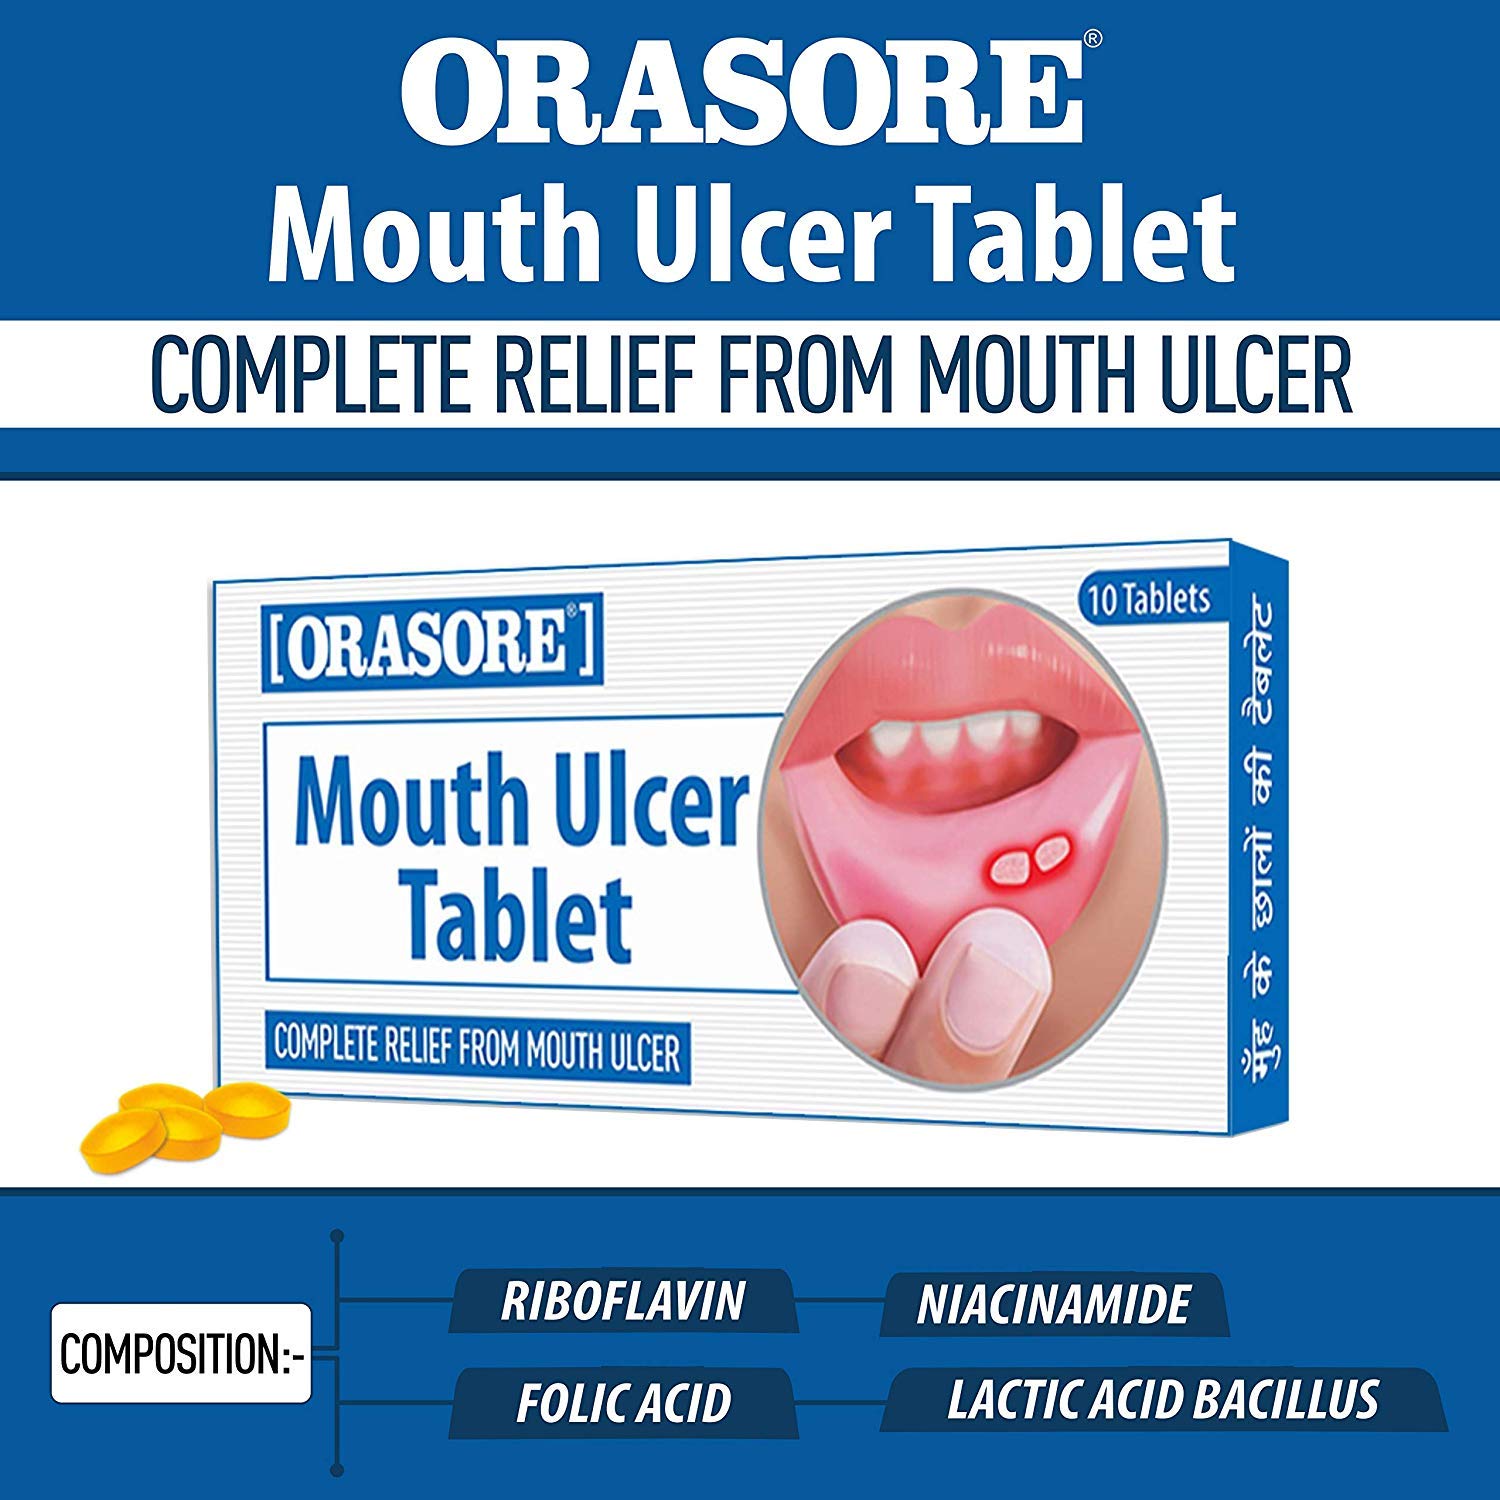 ORASORE®
Mouth Ulcer Tablet
COMPLETE RELIEF FROM MOUTH ULCER
[ORASORE®]
10 Tablets
Mouth Ulcer
Tablet
COMPLETE RELIEF FROM MOUTH ULCER
मुँह के छालों की टैबलेट
COMPOSITION:-
RIBOFLAVIN
NIACINAMIDE
FOLIC ACID
LACTIC ACID BACILLUS